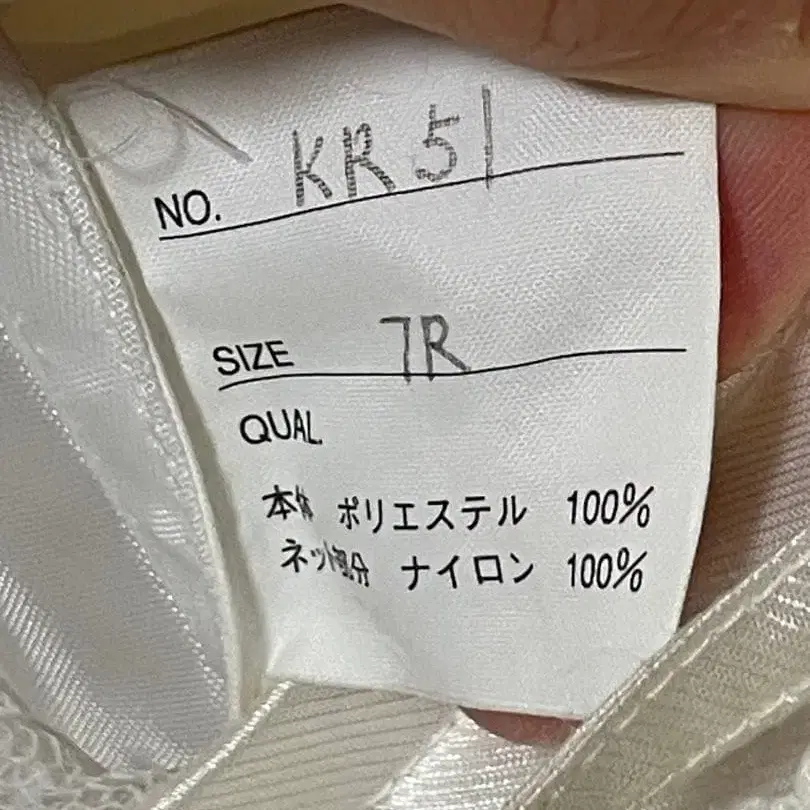 NO. KR51
SIZE 7R
QUAL.
本体 ポリエステル 100%
ネット部分 ナイロン 100%